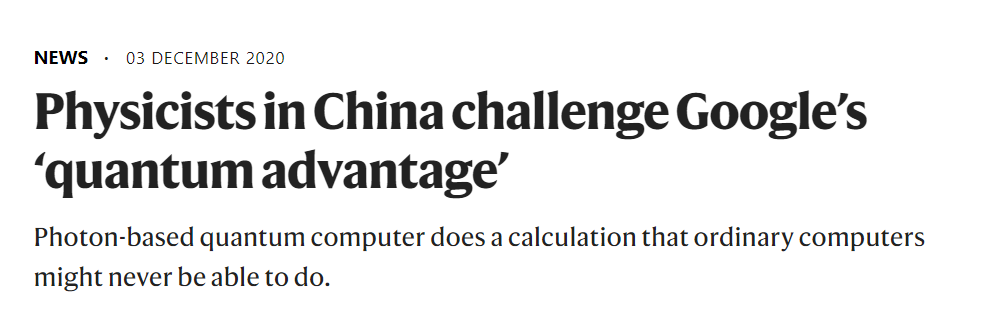 NEWS · 03 DECEMBER 2020
Physicists in China challenge Google’s
‘quantum advantage’
Photon-based quantum computer does a calculation that ordinary computers
might never be able to do.